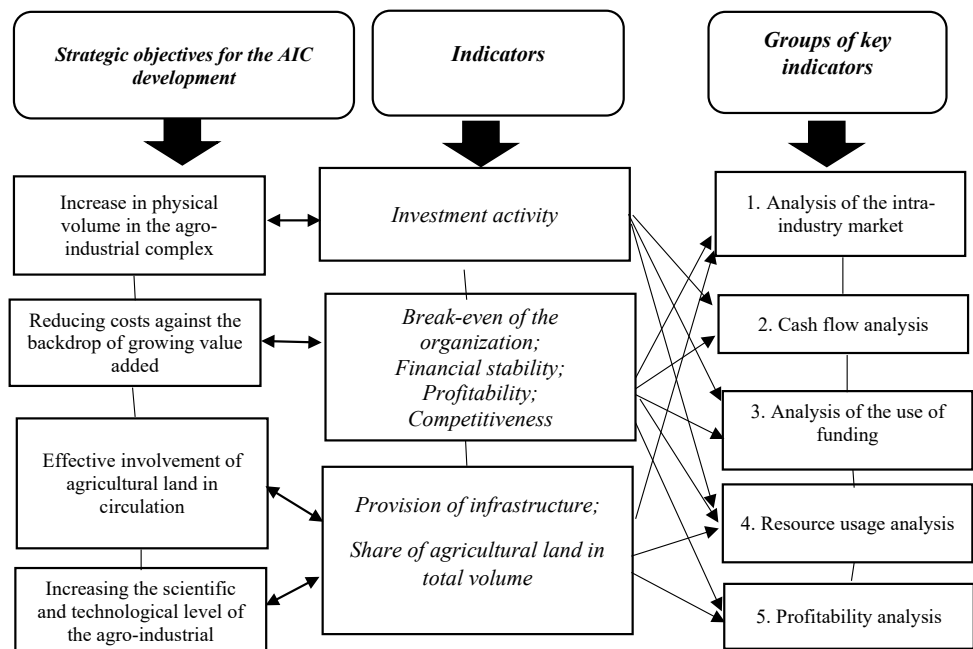 Strategic objectives for the AIC
development
Indicators
Groups of key
indicators
Increase in physical
volume in the agro-
industrial complex
Investment activity
1. Analysis of the intra-
industry market
Reducing costs against the
backdrop of growing value
added
Break-even of the
organization;
Financial stability;
Profitability;
Competitiveness
2. Cash flow analysis
3. Analysis of the use of
funding
Effective involvement of
agricultural land in
circulation
Provision of infrastructure;
Share of agricultural land in
total volume
4. Resource usage analysis
Increasing the scientific
and technological level of
the agro-industrial
5. Profitability analysis